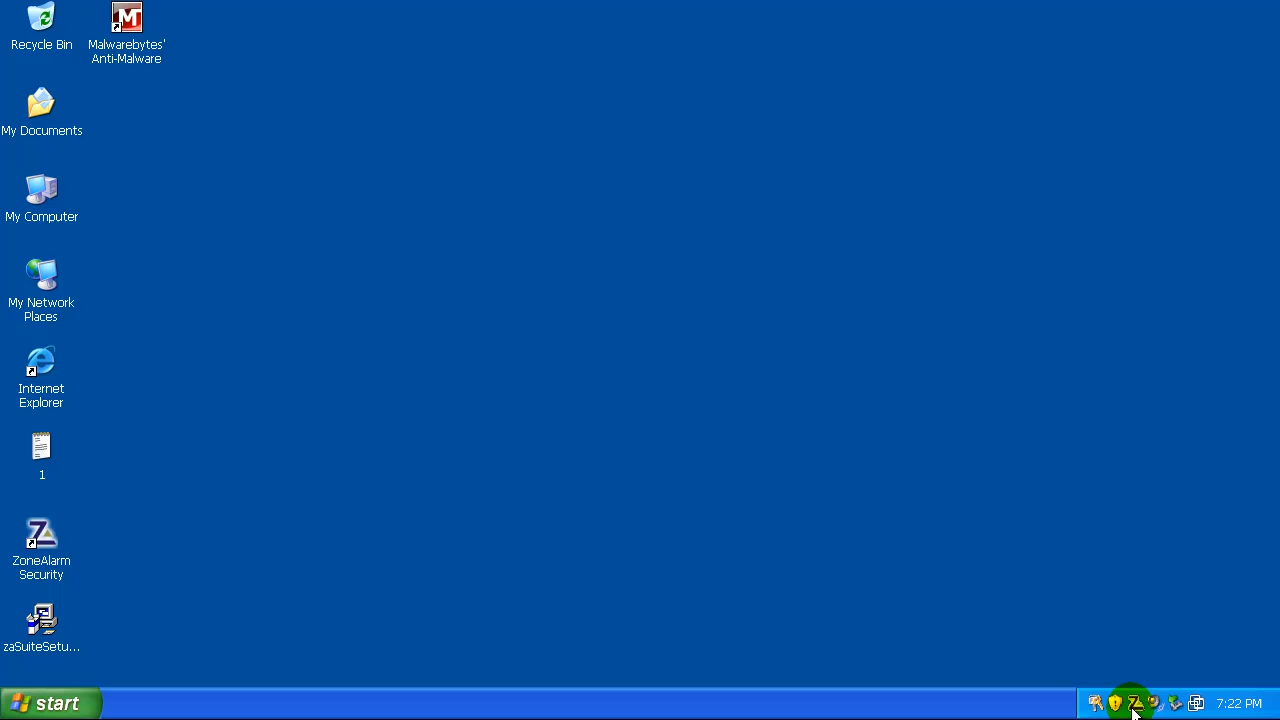 Recycle Bin
Malwarebytes'
Anti-Malware
My Documents
My Computer
My Network
Places
Internet
Explorer
1
ZoneAlarm
Security
zaSuiteSetu...
start
7:22 PM